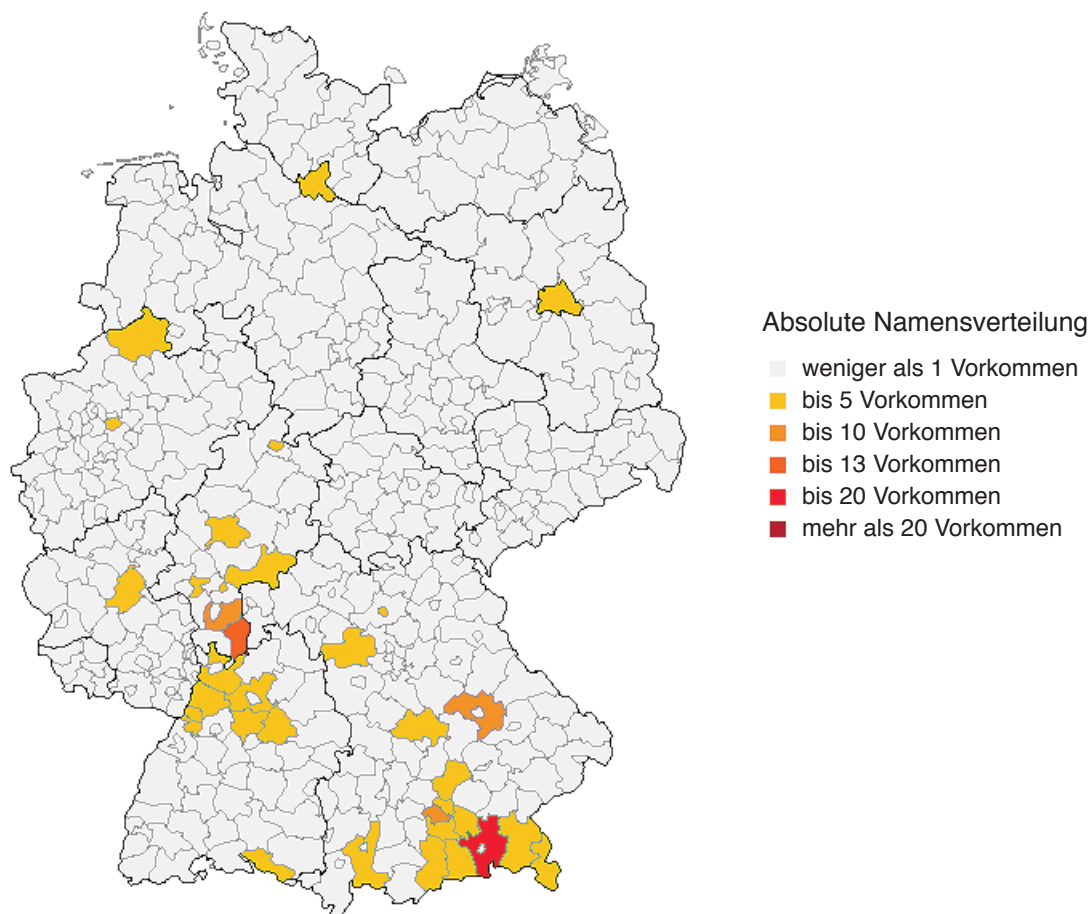 Absolute Namensverteilung
weniger als 1 Vorkommen
bis 5 Vorkommen
bis 10 Vorkommen
bis 13 Vorkommen
bis 20 Vorkommen
mehr als 20 Vorkommen